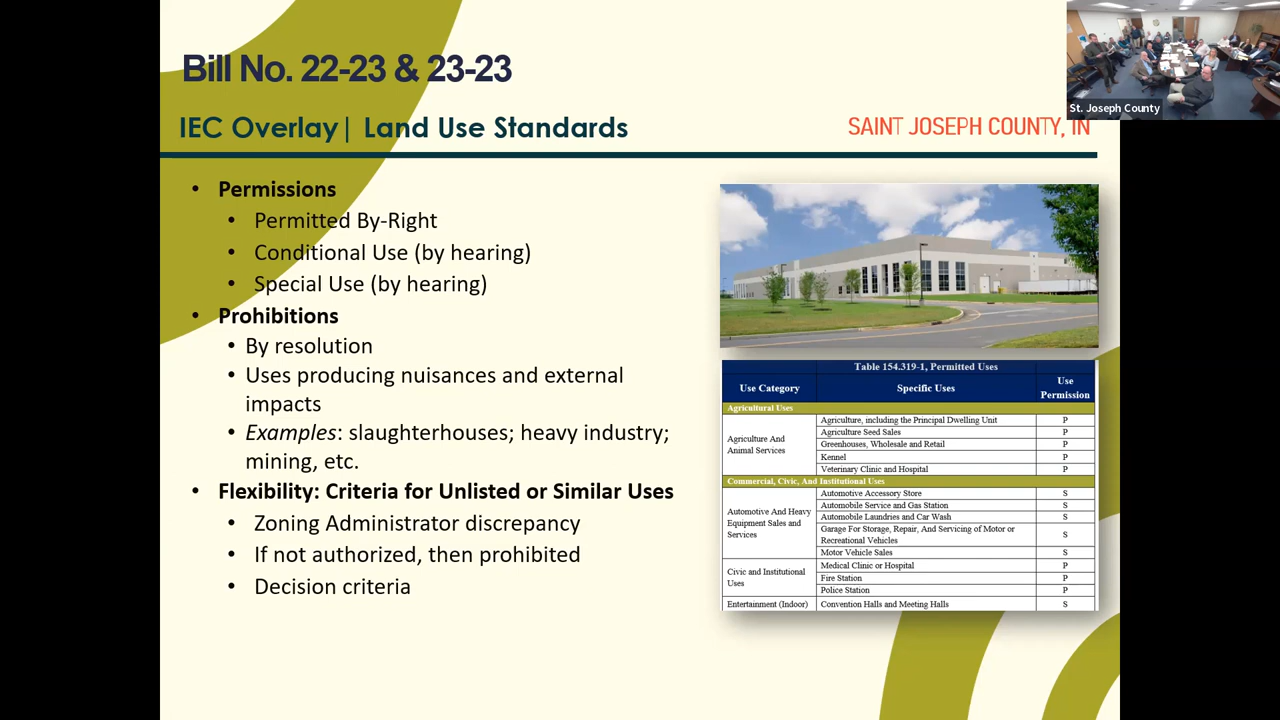 Bill No. 22-23 & 23-23
St. Joseph County
IEC Overlay| Land Use Standards
SAINT JOSEPH COUNTY, IN
• Permissions
• Permitted By-Right
• Conditional Use (by hearing)
• Special Use (by hearing)
• Prohibitions
• By resolution
• Uses producing nuisances and external
impacts
• Examples: slaughterhouses; heavy industry;
mining, etc.
• Flexibility: Criteria for Unlisted or Similar Uses
• Zoning Administrator discrepancy
• If not authorized, then prohibited
• Decision criteria
Table 154.319-1, Permitted Uses
Use Category Specific Uses Use
Permission
Agricultural Uses
Agriculture And
Animal Services
Agriculture, including the Principal Dwelling Unit P
Agriculture Seed Sales P
Greenhouses, Wholesale and Retail P
Kennel P
Veterinary Clinic and Hospital P
Commercial, Civic, And Institutional Uses
Automotive And Heavy
Equipment Sales and
Services
Automotive Accessory Store S
Automobile Service and Gas Station S
Automobile Laundries and Car Wash S
Garage For Storage, Repair, And Servicing of Motor or
Recreational Vehicles S
Motor Vehicle Sales S
Civic and Institutional
Uses
Medical Clinic or Hospital P
Fire Station P
Police Station P
Entertainment (Indoor) Convention Halls and Meeting Halls S